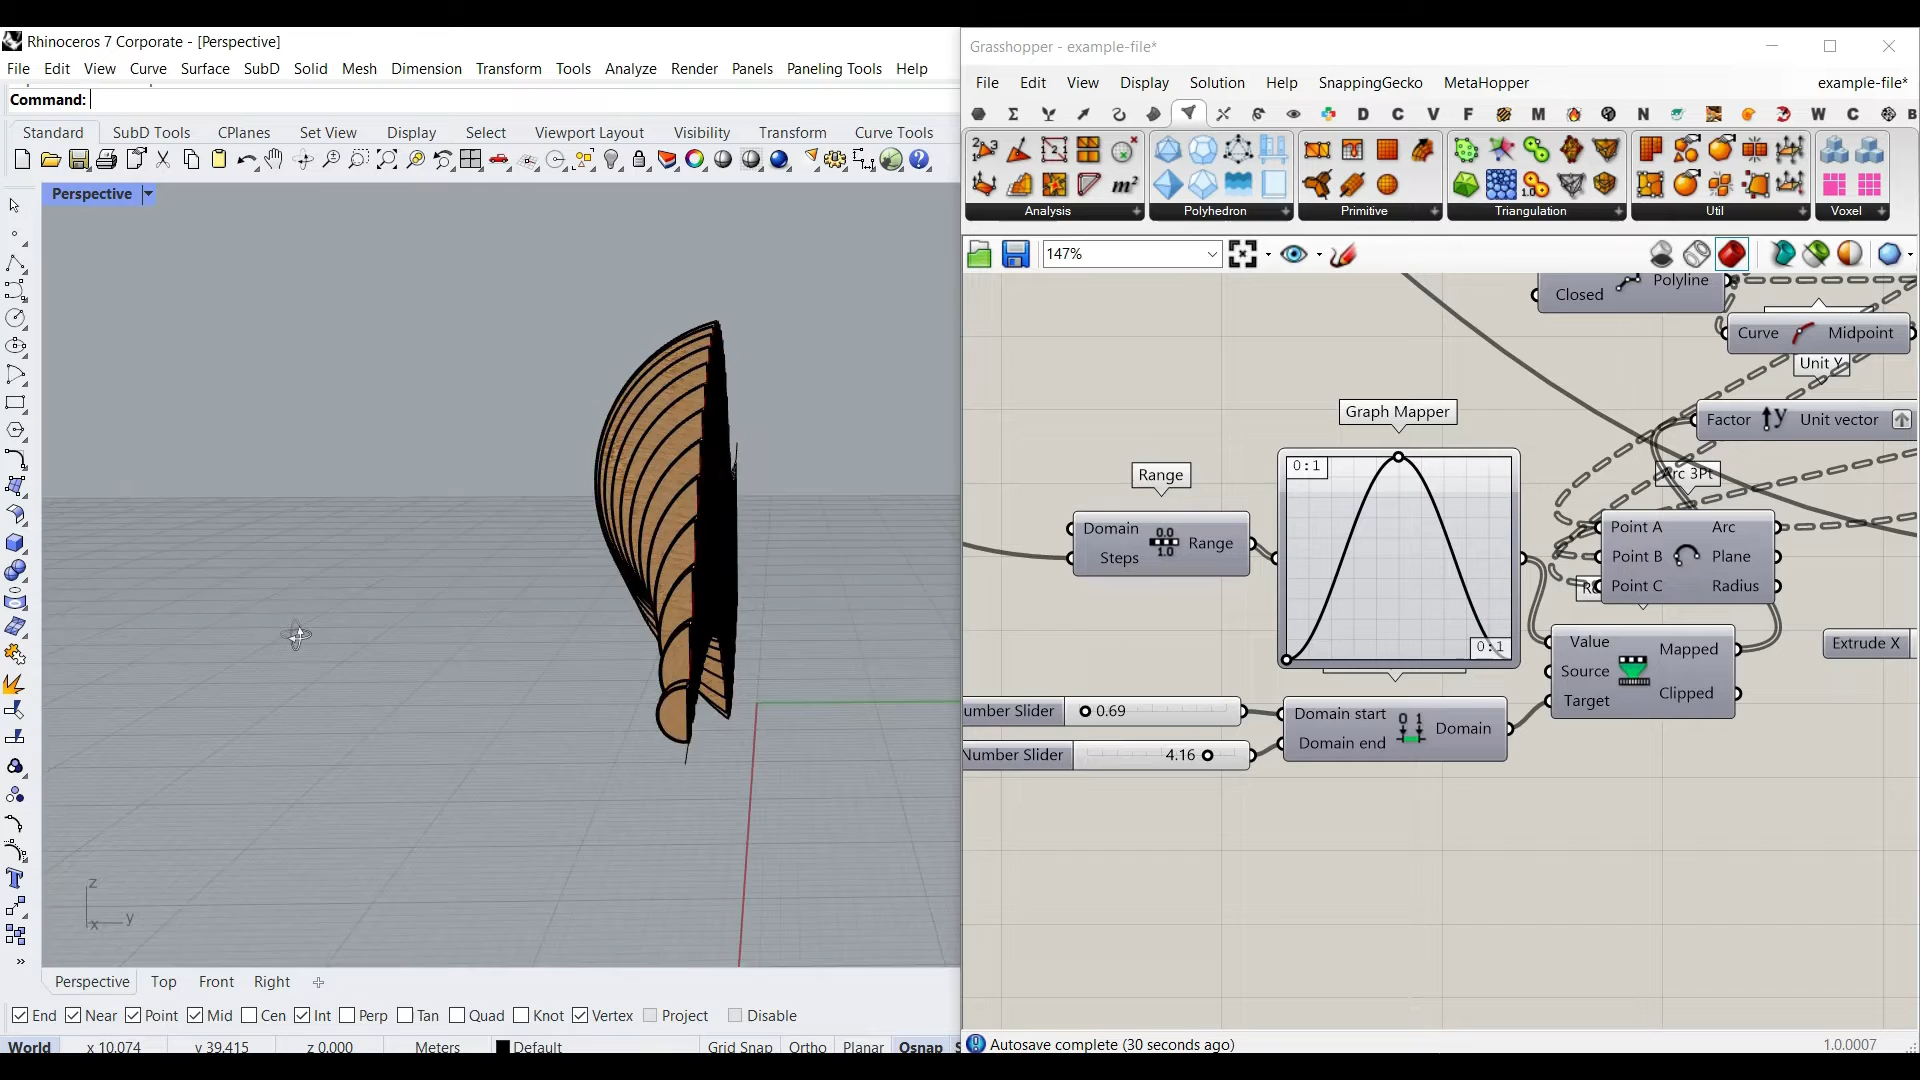 Rhinoceros 7 Corporate - [Perspective]
File Edit View Curve Surface SubD Solid Mesh Dimension Transform Tools Analyze Render Panels Paneling Tools Help
Command:
Standard SubD Tools CPlanes Set View Display Select Viewport Layout Visibility Transform Curve Tools
Perspective
z
y
x
Perspective Top Front Right
End Near Point Mid Cen Int Perp Tan Quad Knot Vertex Project Disable
World x 10.074 y 39.415 z 0.000 Meters Default Grid Snap Ortho Planar Osnap
Grasshopper - example-file*
File Edit View Display Solution Help SnappingGecko MetaHopper example-file*
D C V F M N W C B
Analysis Polyhedron Primitive Triangulation Util Voxel
147%
Closed Polyline
Curve Midpoint
Unit Y
Factor y Unit vector
Graph Mapper
0:1
0:1
Range
Domain
Steps
0.0
1.0
Range
Arc 3Pt
Point A Arc
Point B Plane
Point C Radius
Value
Source
Target
Mapped
Clipped
Extrude X
umber Slider 0.69
Number Slider 4.16
Domain start
Domain end
0 1
Domain
Autosave complete (30 seconds ago)
1.0.0007